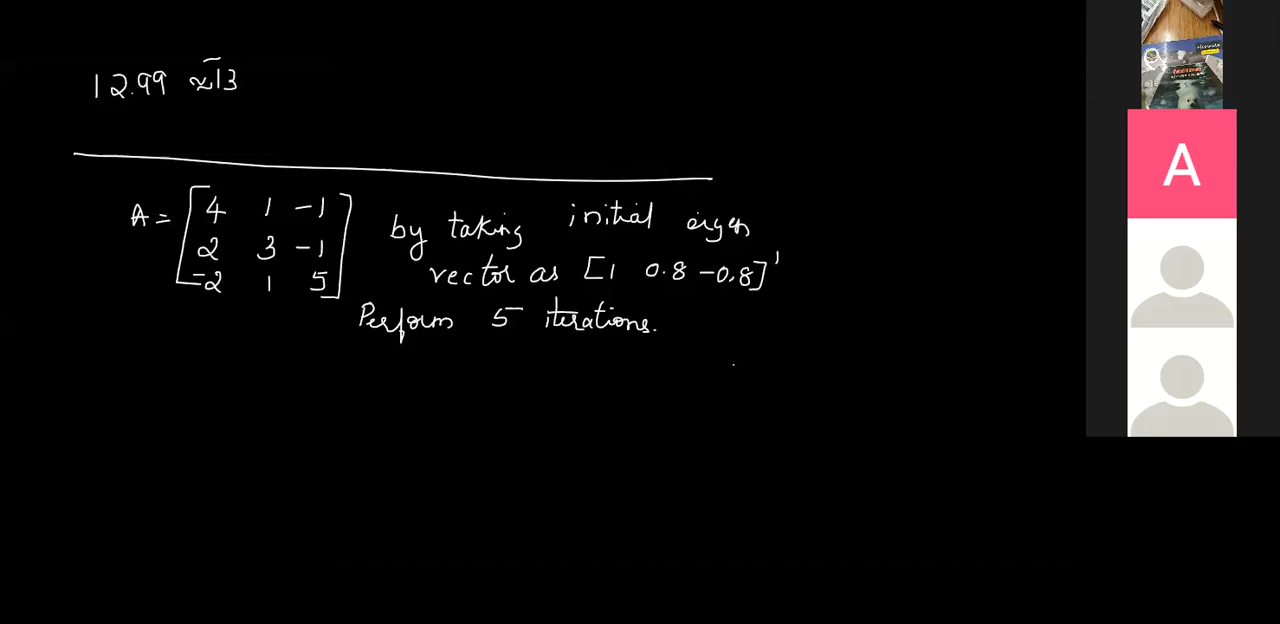 12.99 ≈13
A = [4 1 -1 by taking initial eigen
2 3 -1 vector as [1 0.8 -0.8]'
-2 1 5]
Perform 5 iterations.
A